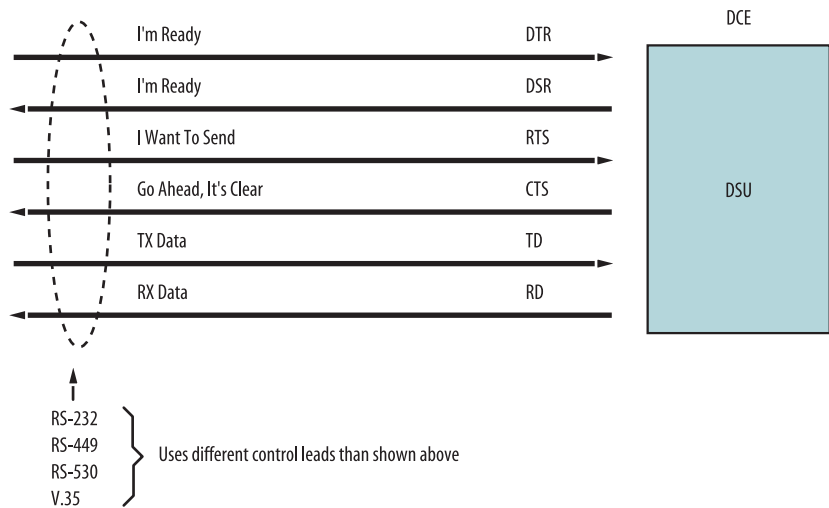 DCE
I'm Ready DTR
I'm Ready DSR
I Want To Send RTS
Go Ahead, It's Clear CTS
DSU
TX Data TD
RX Data RD
RS-232
RS-449
RS-530
V.35
Uses different control leads than shown above